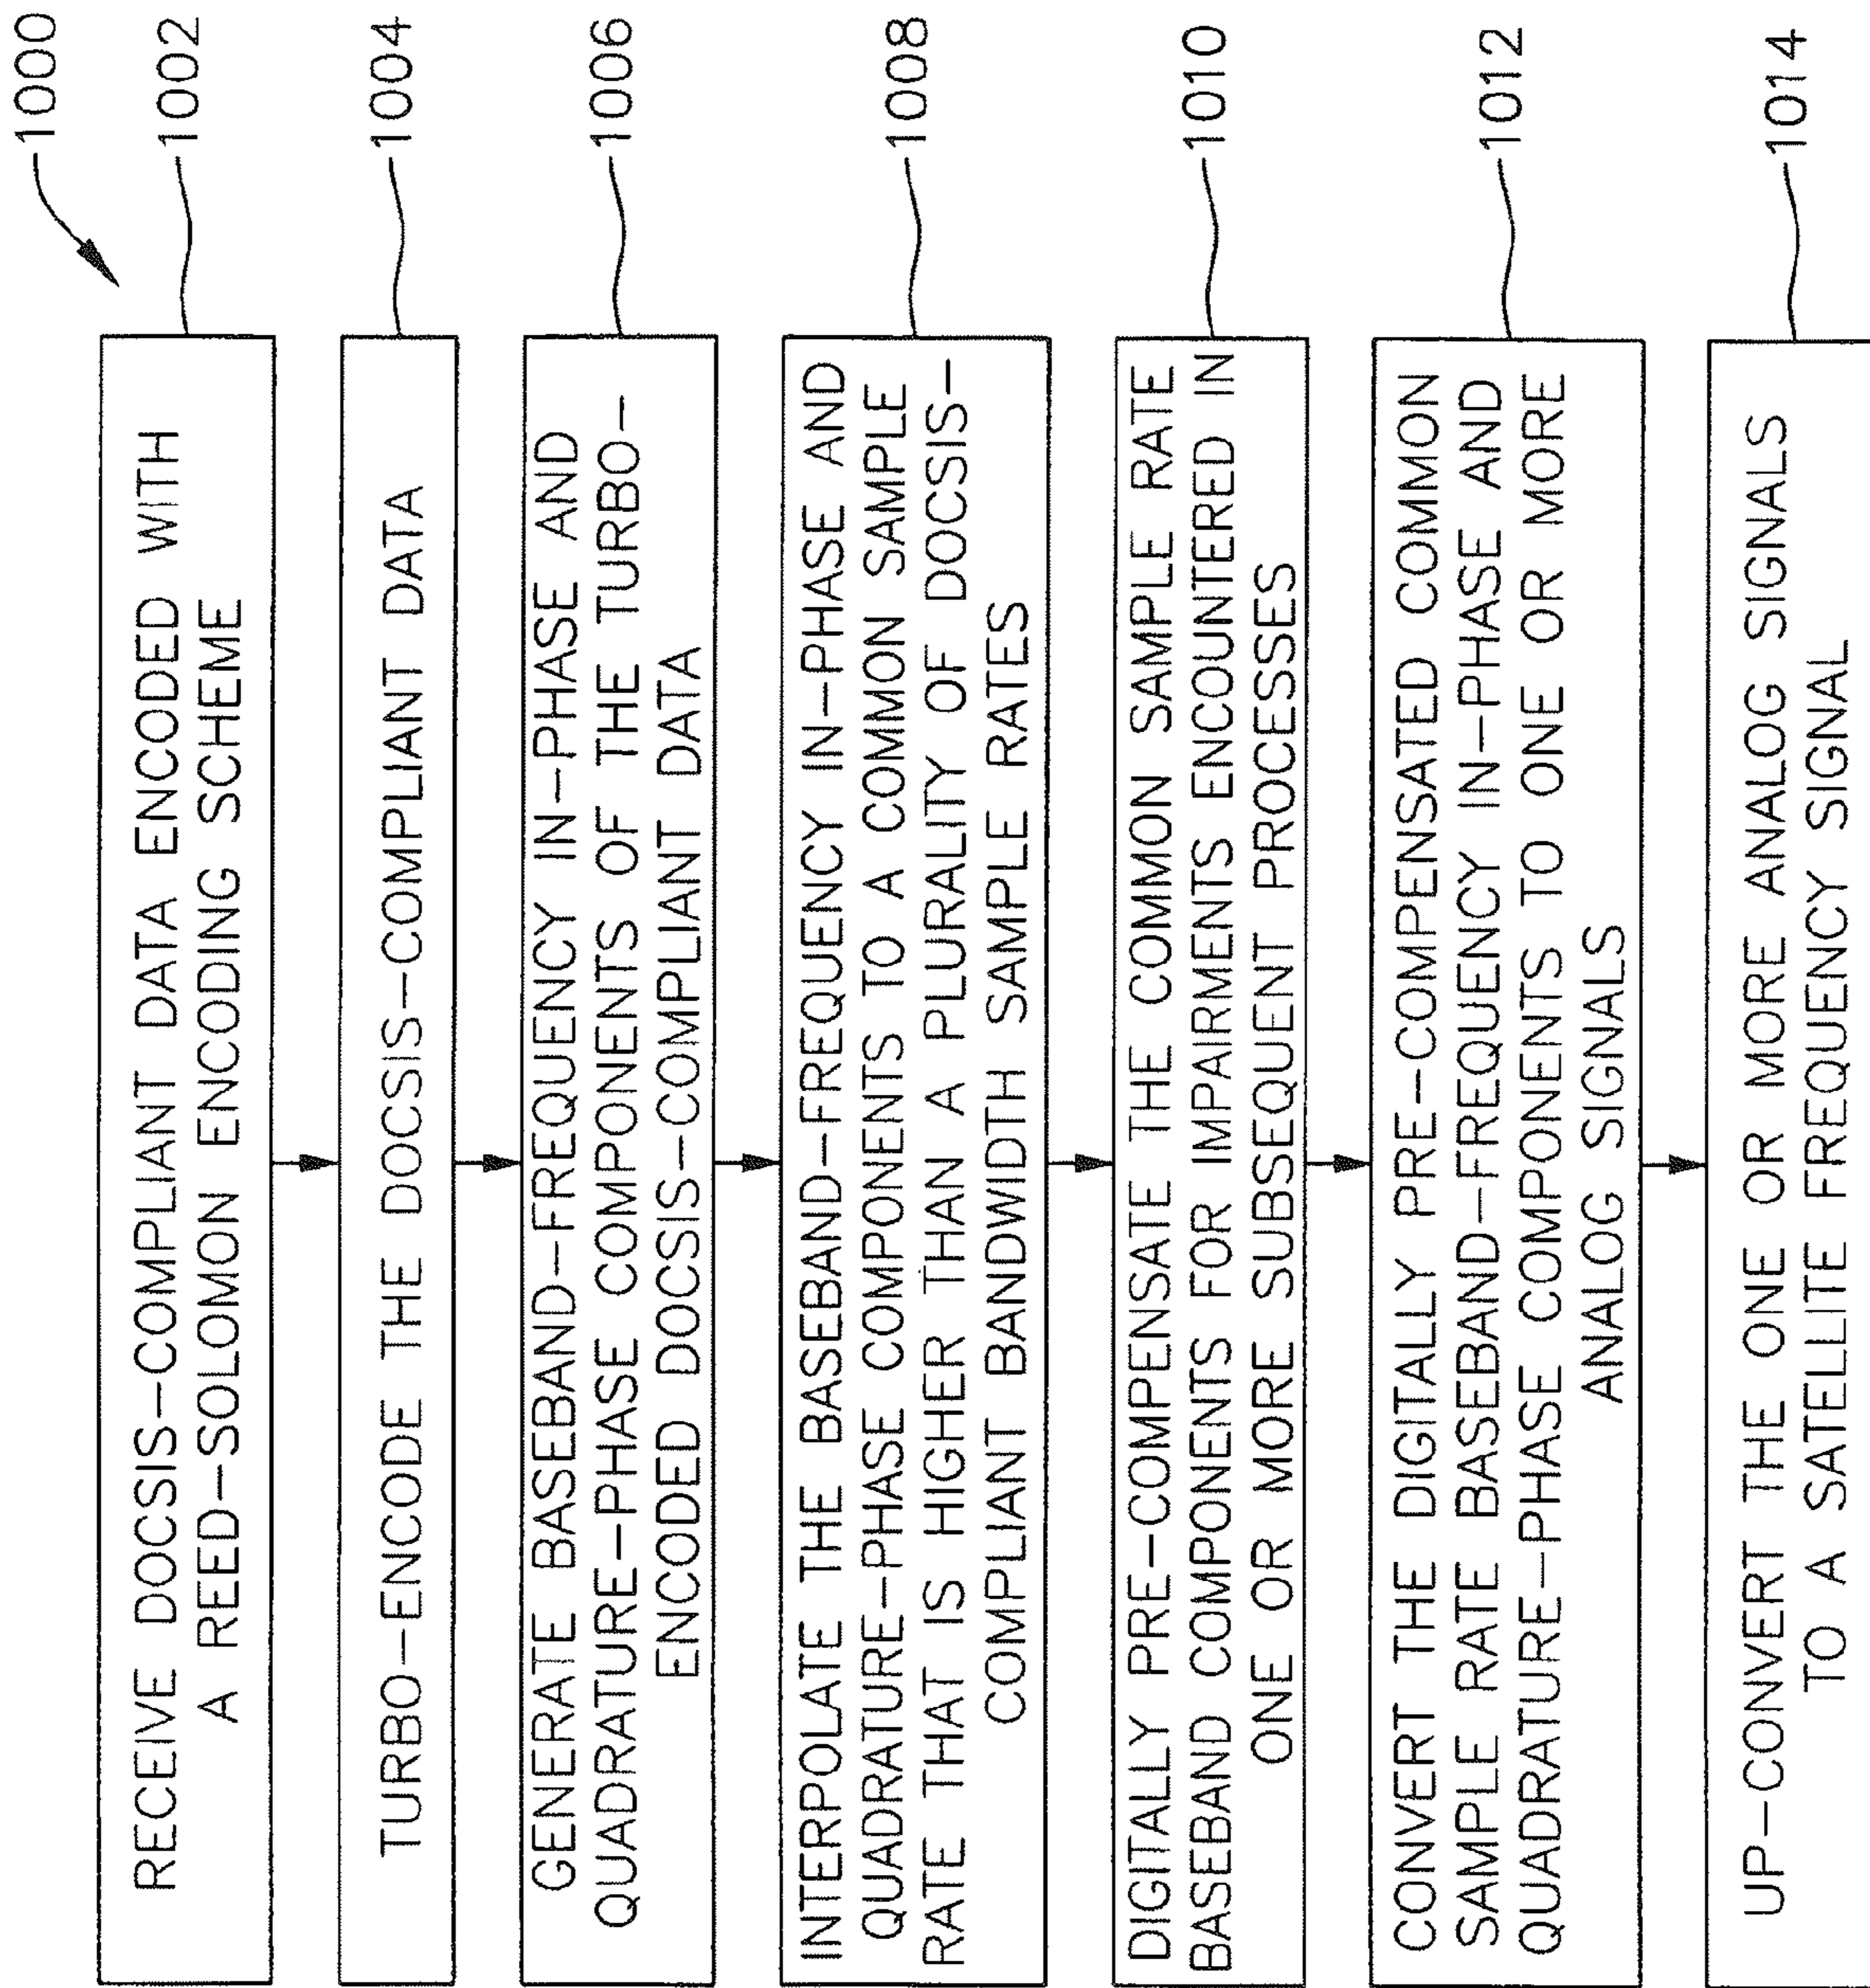 1000
RECEIVE DOCSIS-COMPLIANT DATA ENCODED WITH
A REED-SOLOMON ENCODING SCHEME
1002
TURBO-ENCODE THE DOCSIS-COMPLIANT DATA
1004
GENERATE BASEBAND-FREQUENCY IN-PHASE AND
QUADRATURE-PHASE COMPONENTS OF THE TURBO-
ENCODED DOCSIS-COMPLIANT DATA
1006
INTERPOLATE THE BASEBAND-FREQUENCY IN-PHASE AND
QUADRATURE-PHASE COMPONENTS TO A COMMON SAMPLE
RATE THAT IS HIGHER THAN A PLURALITY OF DOCSIS-
COMPLIANT BANDWIDTH SAMPLE RATES
1008
DIGITALLY PRE-COMPENSATE THE COMMON SAMPLE RATE
BASEBAND COMPONENTS FOR IMPAIRMENTS ENCOUNTERED IN
ONE OR MORE SUBSEQUENT PROCESSES
1010
CONVERT THE DIGITALLY PRE-COMPENSATED COMMON
SAMPLE RATE BASEBAND-FREQUENCY IN-PHASE AND
QUADRATURE-PHASE COMPONENTS TO ONE OR MORE
ANALOG SIGNALS
1012
UP-CONVERT THE ONE OR MORE ANALOG SIGNALS
TO A SATELLITE FREQUENCY SIGNAL
1014